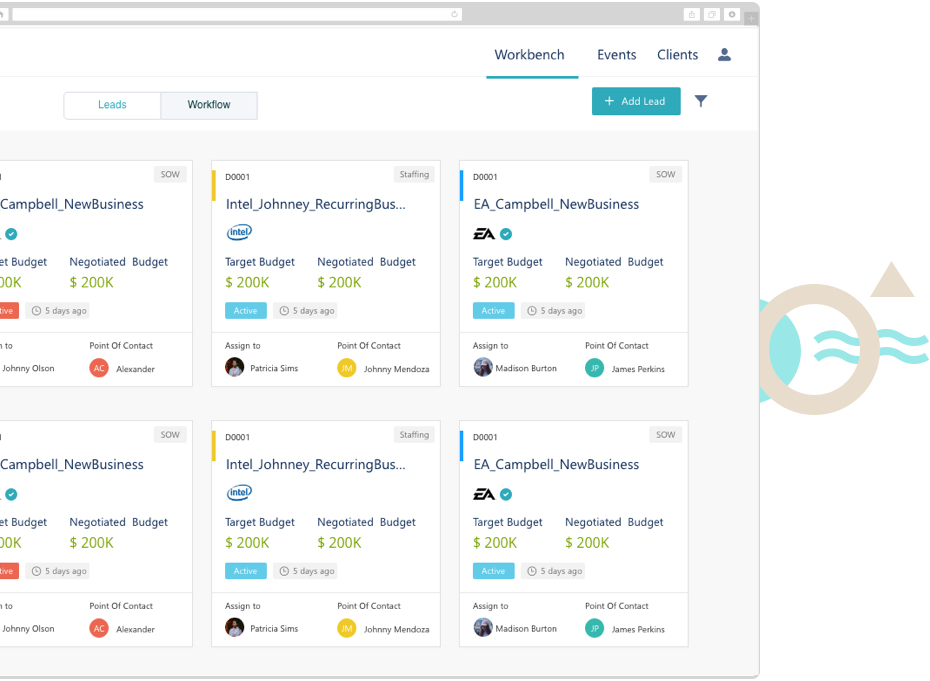 Workbench Events Clients
Leads Workflow + Add Lead
SOW
Campbell_NewBusiness
et Budget Negotiated Budget
00K $ 200K
tive 5 days ago
n to Point Of Contact
Johnny Olson AC Alexander
D0001 Staffing
Intel_Johnney_RecurringBus...
intel
Target Budget Negotiated Budget
$ 200K $ 200K
Active 5 days ago
Assign to Point Of Contact
Patricia Sims JM Johnny Mendoza
D0001 SOW
EA_Campbell_NewBusiness
EA
Target Budget Negotiated Budget
$ 200K $ 200K
Active 5 days ago
Assign to Point Of Contact
Madison Burton JP James Perkins
SOW
Campbell_NewBusiness
et Budget Negotiated Budget
00K $ 200K
tive 5 days ago
n to Point Of Contact
Johnny Olson AC Alexander
D0001 Staffing
Intel_Johnney_RecurringBus...
intel
Target Budget Negotiated Budget
$ 200K $ 200K
Active 5 days ago
Assign to Point Of Contact
Patricia Sims JM Johnny Mendoza
D0001 SOW
EA_Campbell_NewBusiness
EA
Target Budget Negotiated Budget
$ 200K $ 200K
Active 5 days ago
Assign to Point Of Contact
Madison Burton JP James Perkins